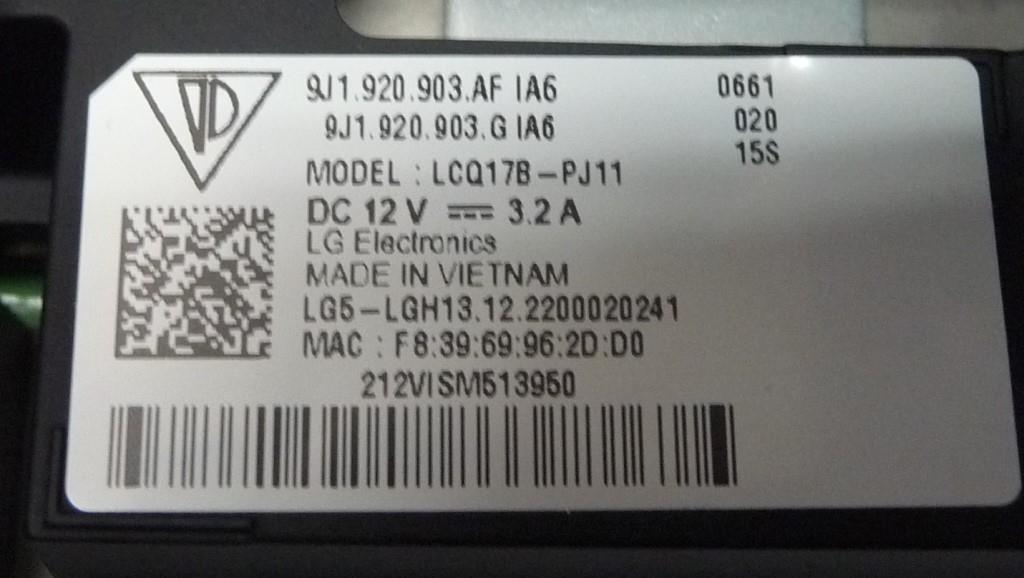 9J1.920.903.AF IA6 0661
9J1.920.903.G IA6 020
15S
MODEL : LCQ17B-PJ11
DC 12 V ⎓ 3.2 A
LG Electronics
MADE IN VIETNAM
LG5-LGH13.12.2200020241
MAC : F8:39:69:96:2D:D0
212VISM513950